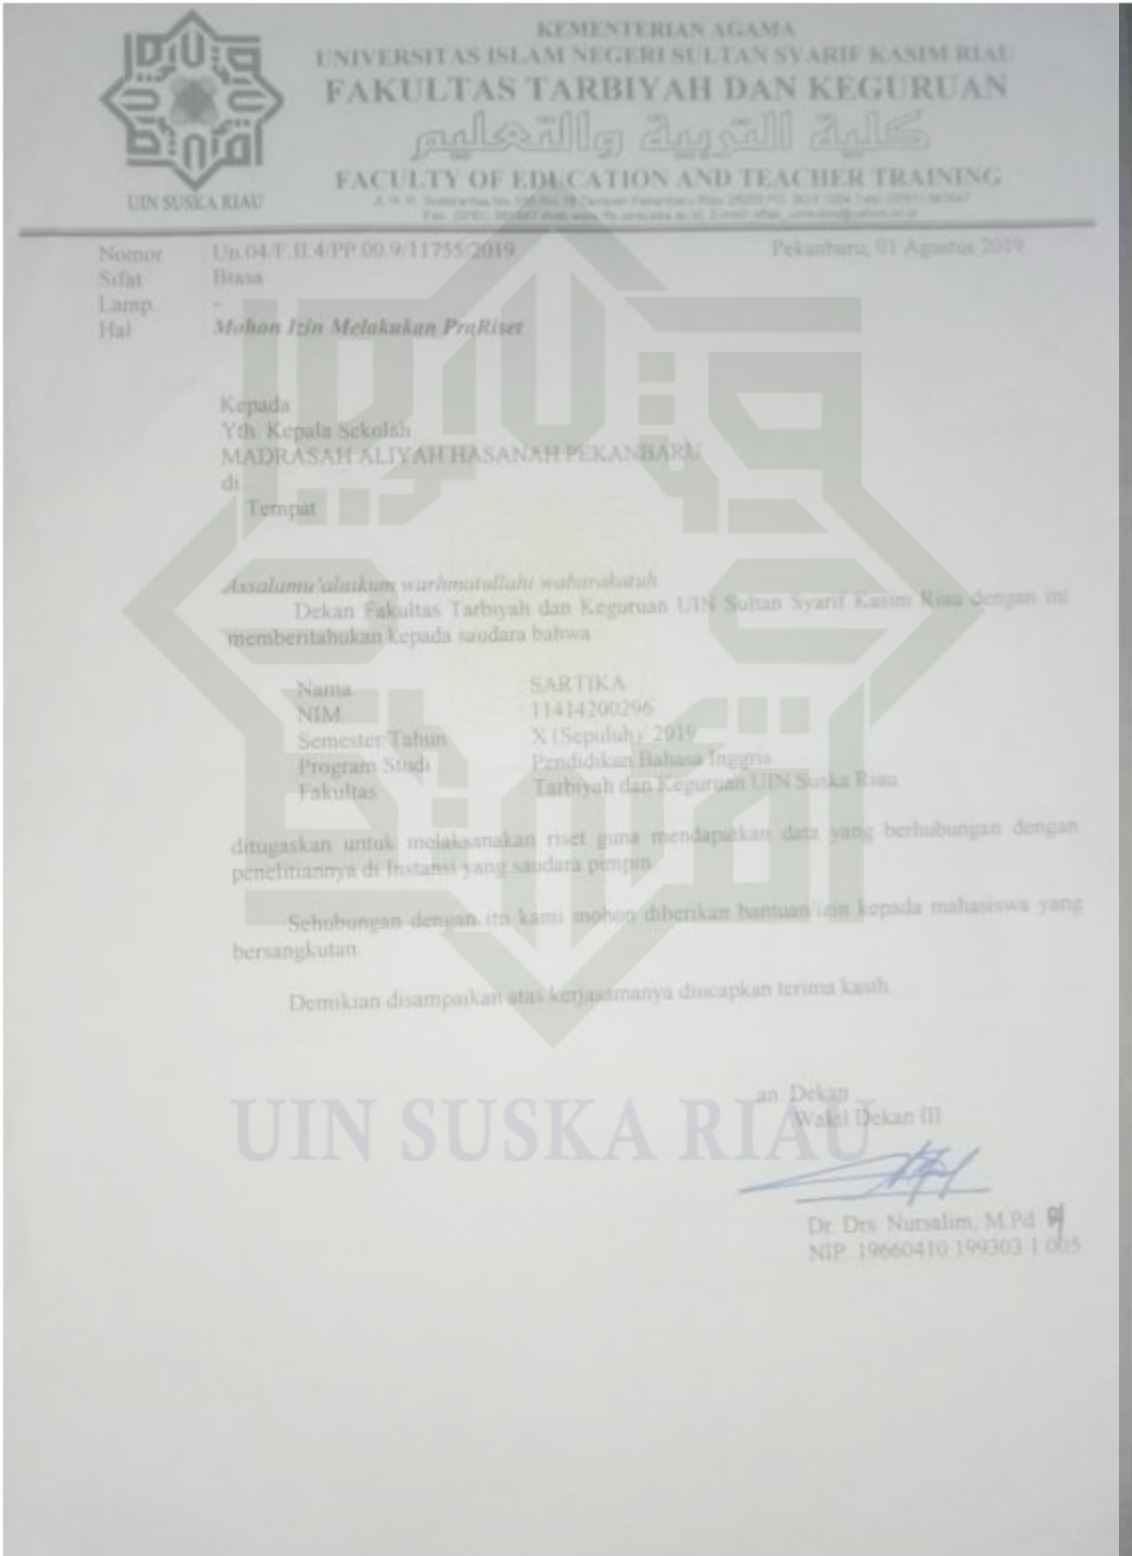 KEMENTERIAN AGAMA
UNIVERSITAS ISLAM NEGERI SULTAN SYARIF KASIM RIAU
FAKULTAS TARBIYAH DAN KEGURUAN
كلية التربية والتعليم
FACULTY OF EDUCATION AND TEACHER TRAINING
UIN SUSKA RIAU
Nomor : Un.04/F.II.4/PP.00.9/11755/2019 Pekanbaru, 01 Agustus 2019
Sifat : Biasa
Lamp. : -
Hal : Mohon Izin Melakukan PraRiset
Kepada
Yth. Kepala Sekolah
MADRASAH ALIYAH HASANAH PEKANBARU
di
Tempat
Assalamu'alaikum warhmatullahi wabarakatuh
Dekan Fakultas Tarbiyah dan Keguruan UIN Sultan Syarif Kasim Riau dengan ini
memberitahukan kepada saudara bahwa :
Nama : SARTIKA
NIM : 11414200296
Semester/Tahun : X (Sepuluh)/ 2019
Program Studi : Pendidikan Bahasa Inggris
Fakultas : Tarbiyah dan Keguruan UIN Suska Riau
ditugaskan untuk melaksanakan riset guna mendapatkan data yang berhubungan dengan
penelitiannya di Instansi yang saudara pimpin.
Sehubungan dengan itu kami mohon diberikan bantuan/izin kepada mahasiswa yang
bersangkutan.
Demikian disampaikan atas kerjasamanya diucapkan terima kasih.
an. Dekan
Wakil Dekan III
UIN SUSKA RIAU
Dr. Drs. Nursalim, M.Pd
NIP. 19660410 199303 1 005